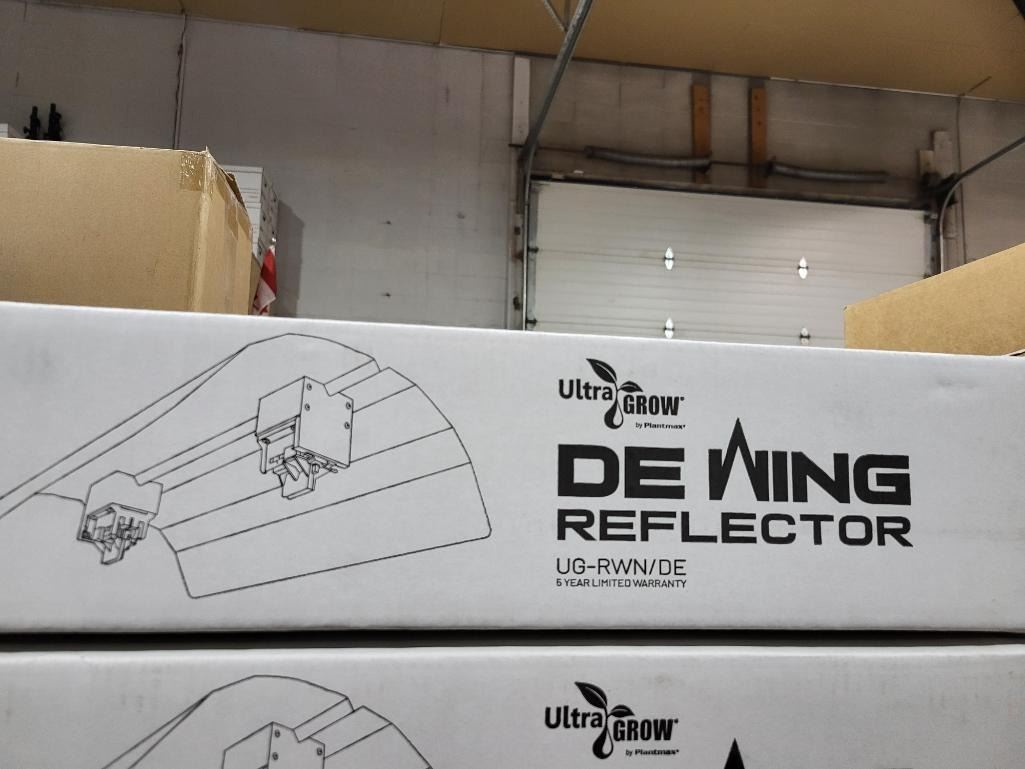 Ultra GROW®
by Plantmax®
DE WING
REFLECTOR
UG-RWN/DE
5 YEAR LIMITED WARRANTY
Ultra GROW®
by Plantmax®